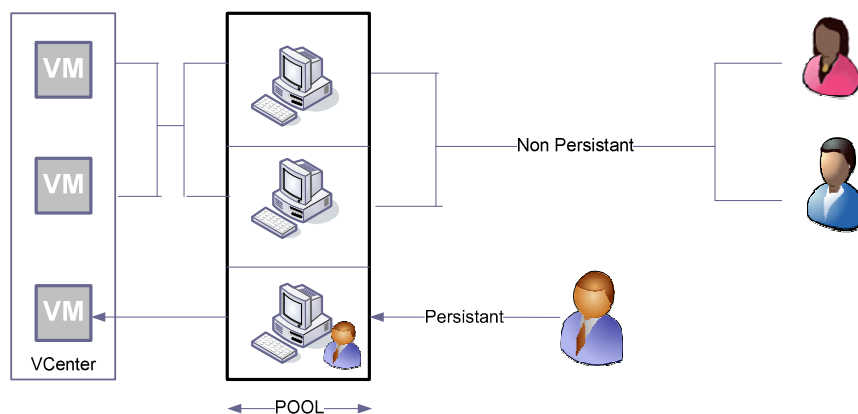 VM
VM
Non Persistant
VM
Persistant
VCenter
POOL